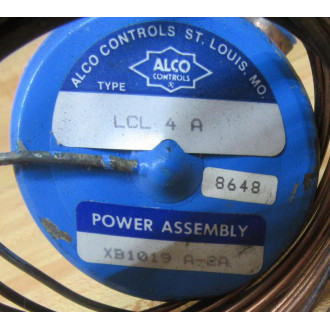 ALCO CONTROLS ST. LOUIS, MO.
ALCO
CONTROLS
®
TYPE
LCL 4 A
8648
POWER ASSEMBLY
XB1019 A-2A